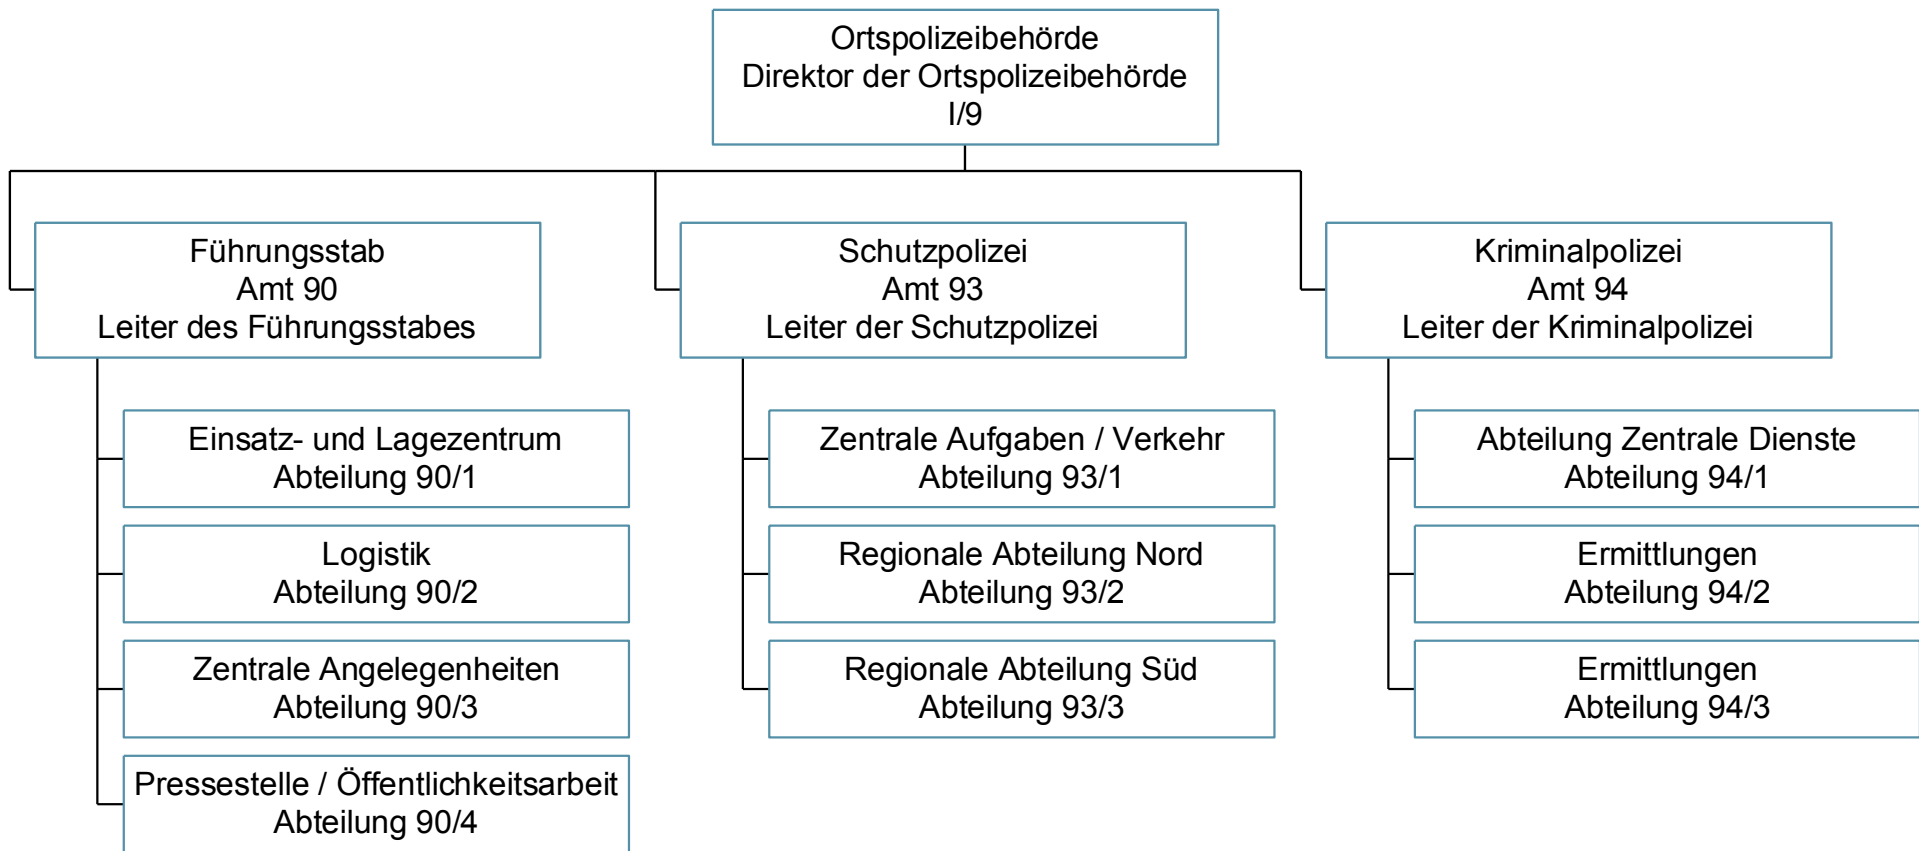 Ortspolizeibehörde
Direktor der Ortspolizeibehörde
I/9
Führungsstab
Amt 90
Leiter des Führungsstabes
Einsatz- und Lagezentrum
Abteilung 90/1
Logistik
Abteilung 90/2
Zentrale Angelegenheiten
Abteilung 90/3
Pressestelle / Öffentlichkeitsarbeit
Abteilung 90/4
Schutzpolizei
Amt 93
Leiter der Schutzpolizei
Zentrale Aufgaben / Verkehr
Abteilung 93/1
Regionale Abteilung Nord
Abteilung 93/2
Regionale Abteilung Süd
Abteilung 93/3
Kriminalpolizei
Amt 94
Leiter der Kriminalpolizei
Abteilung Zentrale Dienste
Abteilung 94/1
Ermittlungen
Abteilung 94/2
Ermittlungen
Abteilung 94/3